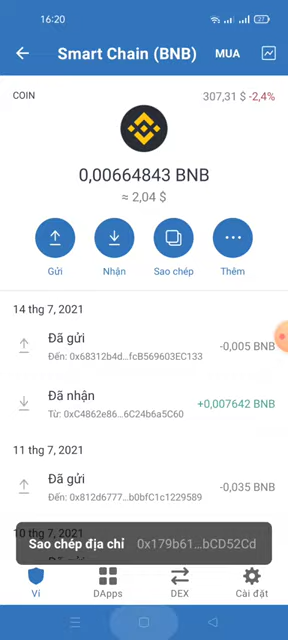 16:20
27
Smart Chain (BNB)
MUA
COIN
307,31 $ -2,4%
0,00664843 BNB
≈ 2,04 $
Gửi
Nhận
Sao chép
Thêm
14 thg 7, 2021
Đã gửi
-0,005 BNB
Đến: 0x68312b4d...fcB569603EC133
Đã nhận
+0,007642 BNB
Từ: 0xC4862e86...6C24b6a5C60
11 thg 7, 2021
Đã gửi
-0,035 BNB
Đến: 0x812d6777...b0bfC1c1229589
10 thg 7, 2021
Sao chép địa chỉ 0x179b61...bCD52Cd
Ví
DApps
DEX
Cài đặt